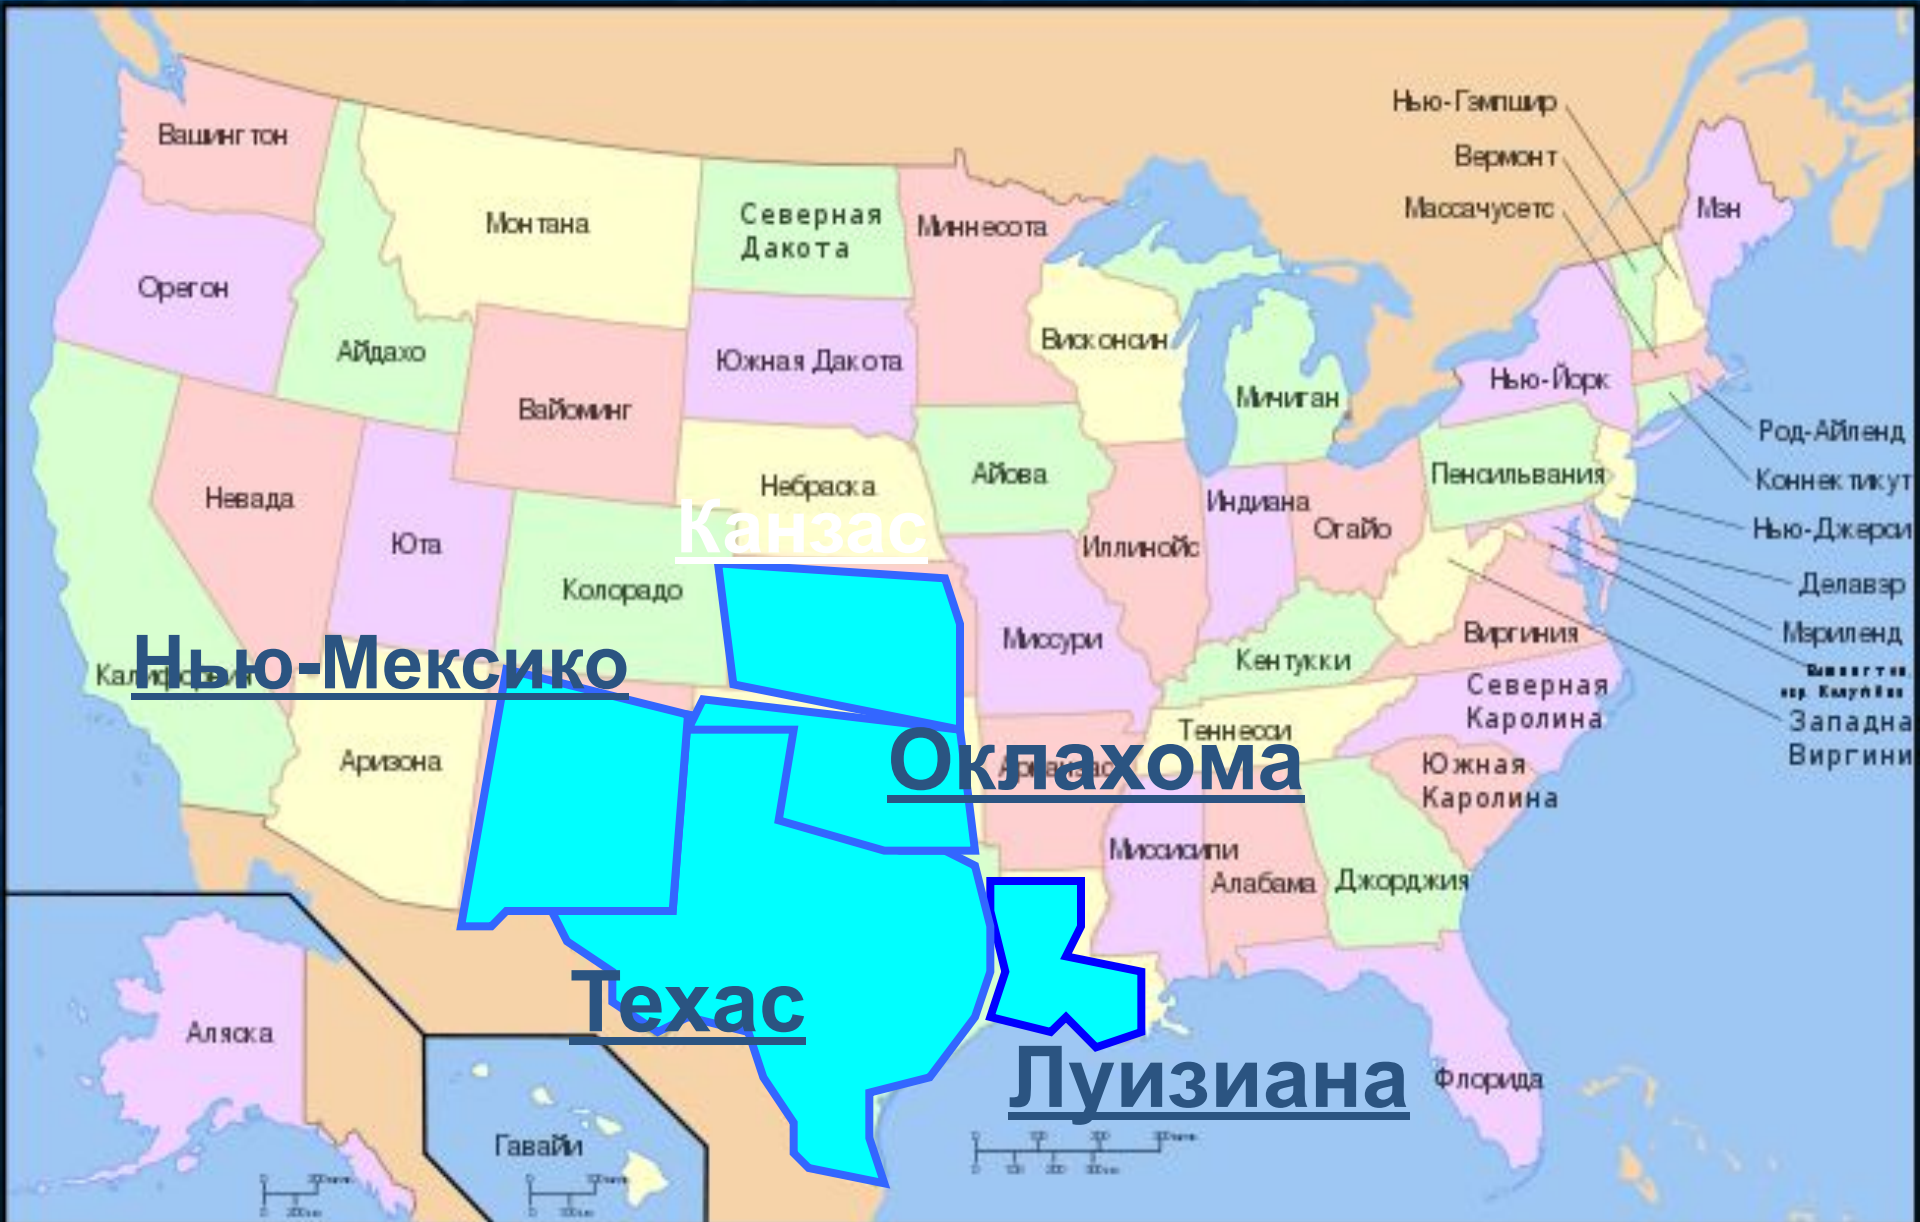 Нью-Гэмпшир
Вермонт
Массачусетс
Вашингтон
Монтана
Северная
Дакота
Миннесота
Мэн
Орегон
Айдахо
Южная Дакота
Висконсин
Вайоминг
Мичиган
Нью-Йорк
Род-Айленд
Невада
Небраска
Айова
Пенсильвания
Коннектикут
Индиана
Огайо
Нью-Джерси
Юта
Канзас
Иллинойс
Колорадо
Делавэр
Миссури
Виргиния
Мэриленд
Кентукки
Нью-Мексико
Калифорния
Северная
Каролина
Западна
Виргини
Теннесси
Аризона
Оклахома
Арканзас
Южная
Каролина
Миссисипи
Алабама
Джорджия
Техас
Аляска
Луизиана
Флорида
Гавайи